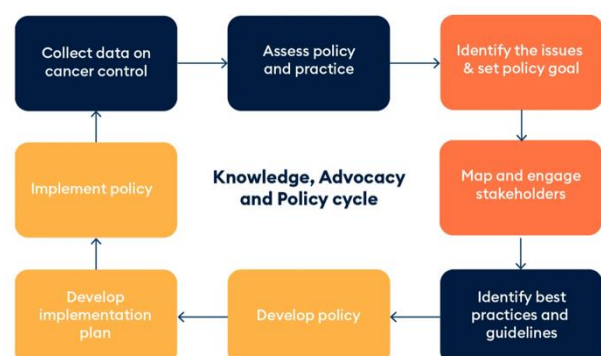 Collect data on
cancer control
Assess policy
and practice
Identify the issues
& set policy goal
Implement policy
Knowledge, Advocacy
and Policy cycle
Map and engage
stakeholders
Develop
implementation
plan
Develop policy
Identify best
practices and
guidelines